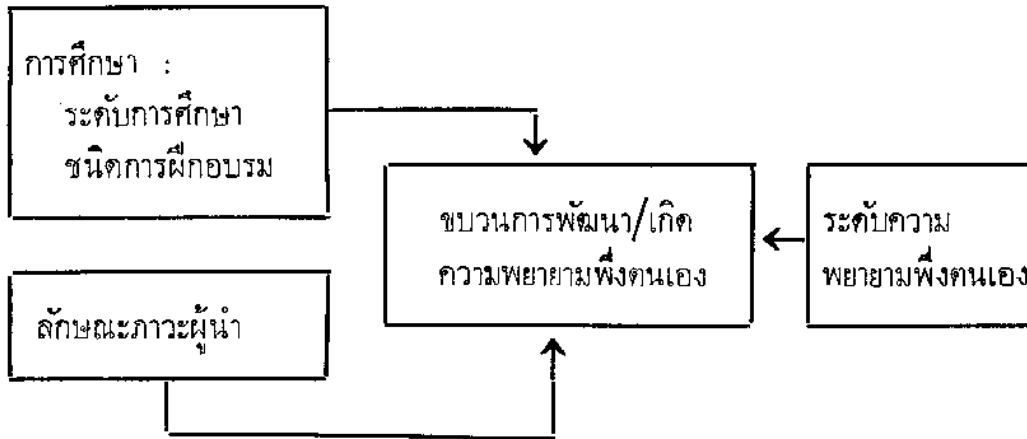 การศึกษา :
ระดับการศึกษา
ชนิดการฝึกอบรม
ขบวนการพัฒนา/เกิด
ความพยายามพึ่งตนเอง
ระดับความ
พยายามพึ่งตนเอง
ลักษณะภาวะผู้นำ